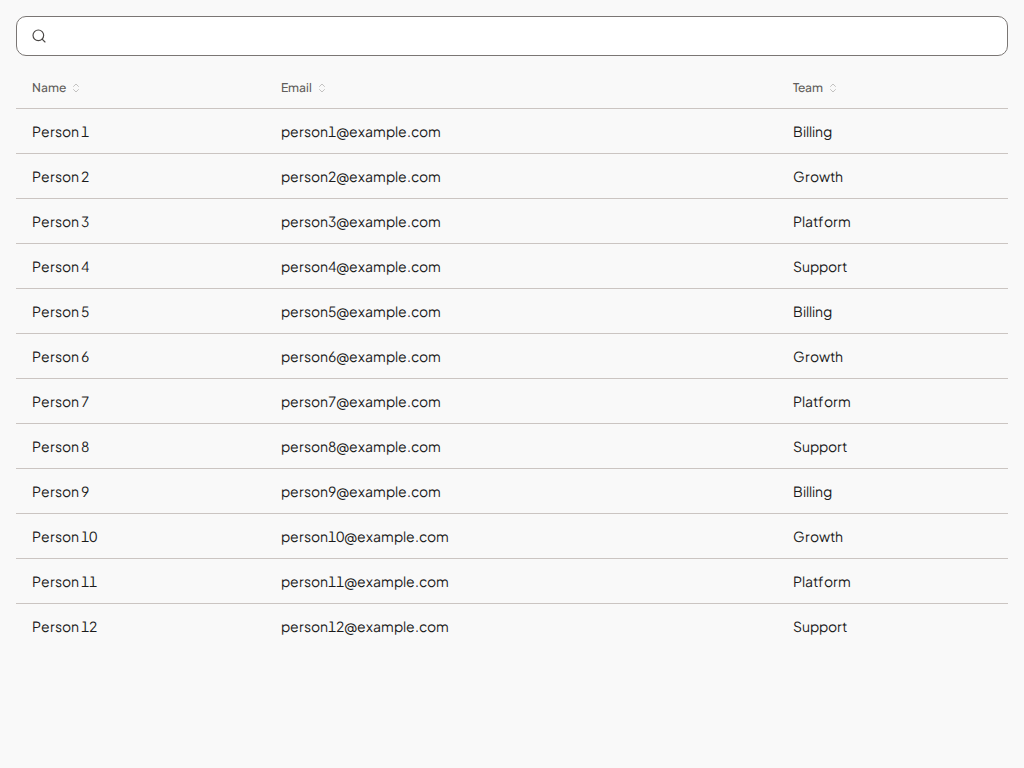 Name Email Team
Person 1 person1@example.com Billing
Person 2 person2@example.com Growth
Person 3 person3@example.com Platform
Person 4 person4@example.com Support
Person 5 person5@example.com Billing
Person 6 person6@example.com Growth
Person 7 person7@example.com Platform
Person 8 person8@example.com Support
Person 9 person9@example.com Billing
Person 10 person10@example.com Growth
Person 11 person11@example.com Platform
Person 12 person12@example.com Support